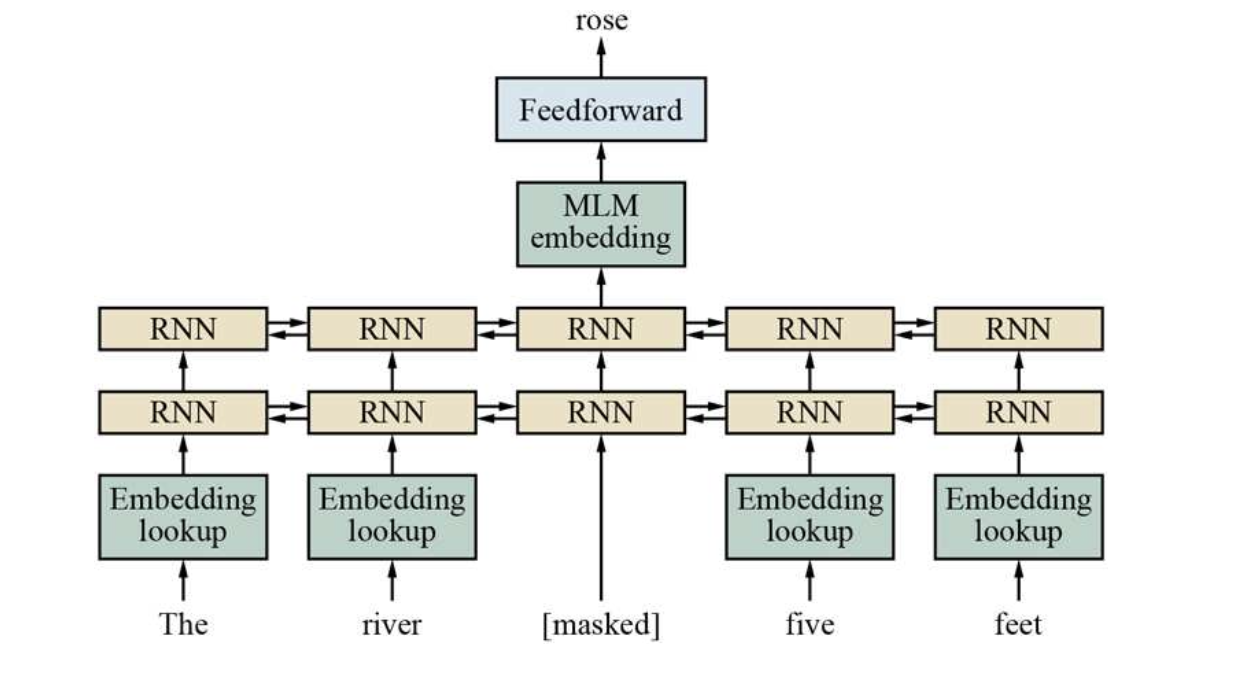 rose
Feedforward
MLM
embedding
RNN RNN RNN RNN RNN
RNN RNN RNN RNN RNN
Embedding Embedding Embedding Embedding
lookup lookup lookup lookup
The river [masked] five feet